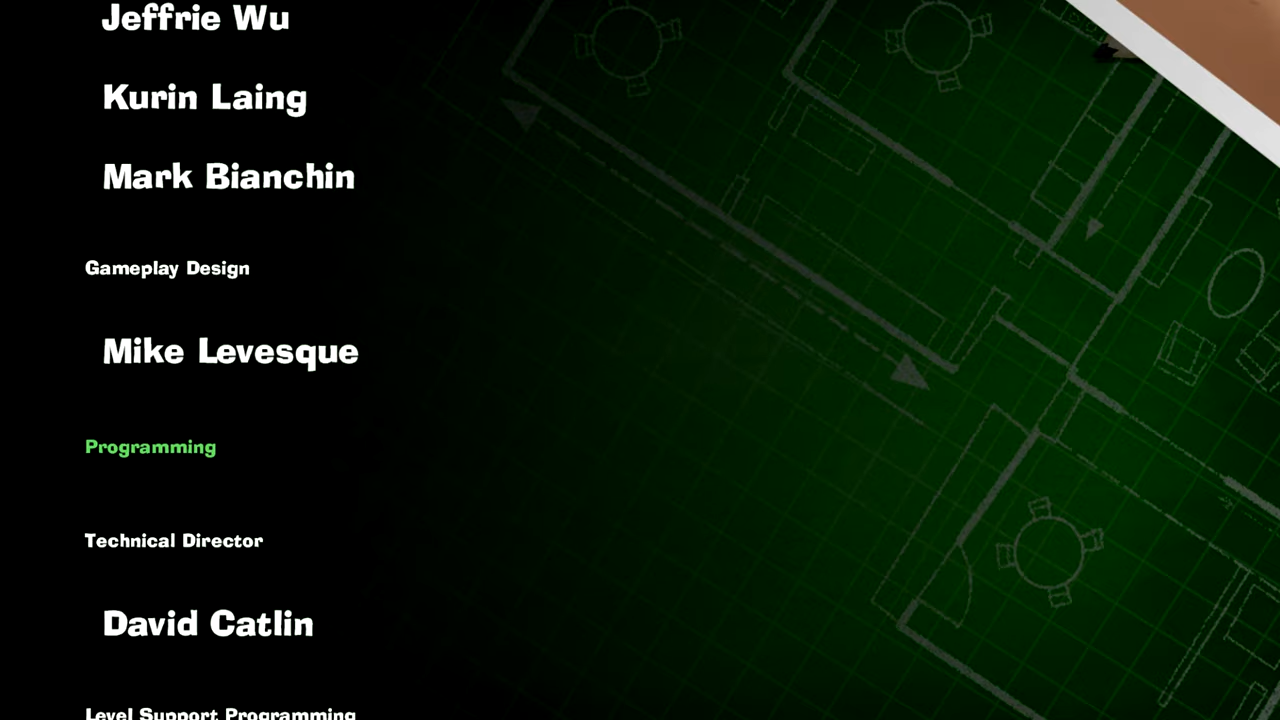 Jeffrie Wu
Kurin Laing
Mark Bianchin
Gameplay Design
Mike Levesque
Programming
Technical Director
David Catlin
Level Support Programming